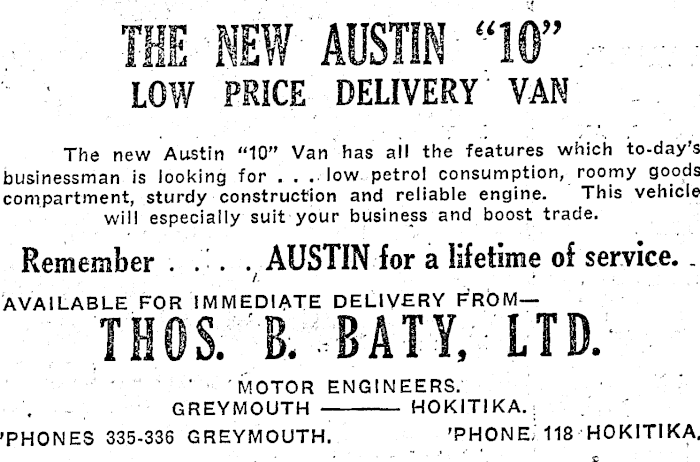 THE NEW AUSTIN “10”
LOW PRICE DELIVERY VAN
The new Austin “10” Van has all the features which to-day's
businessman is looking for . . . low petrol consumption, roomy goods
compartment, sturdy construction and reliable engine. This vehicle
will especially suit your business and boost trade.
Remember . . . . . AUSTIN for a lifetime of service.
AVAILABLE FOR IMMEDIATE DELIVERY FROM—
THOS. B. BATY, LTD.
MOTOR ENGINEERS.
GREYMOUTH ——— HOKITIKA.
'PHONES 335-336 GREYMOUTH. 'PHONE 118 HOKITIKA.